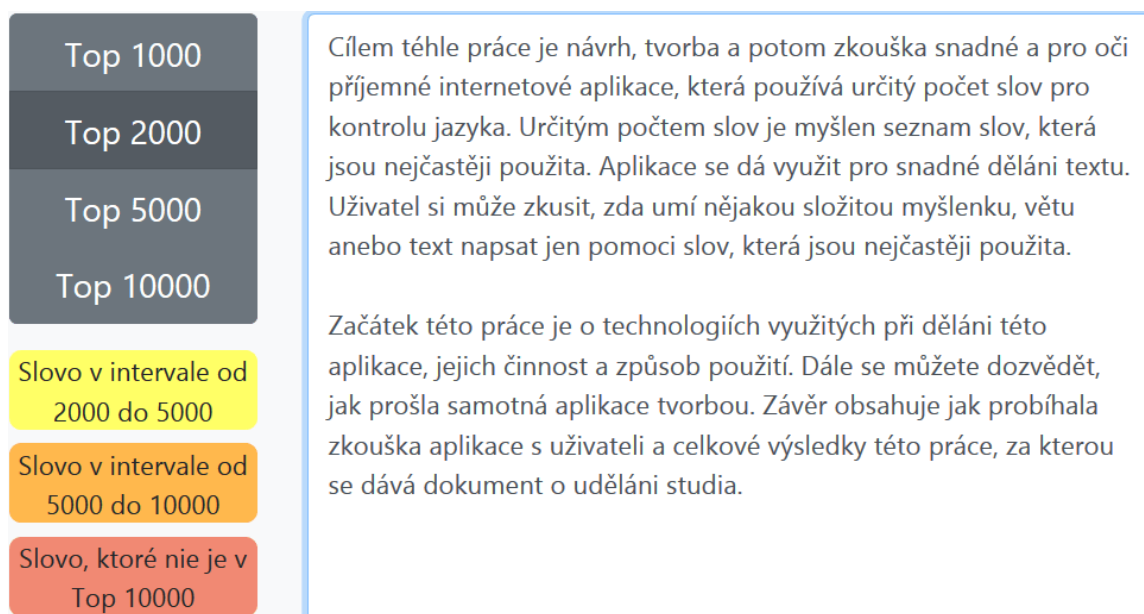 Top 1000
Top 2000
Top 5000
Top 10000
Slovo v intervale od
2000 do 5000
Slovo v intervale od
5000 do 10000
Slovo, ktoré nie je v
Top 10000
Cílem téhle práce je návrh, tvorba a potom zkouška snadné a pro oči
příjemné internetové aplikace, která používá určitý počet slov pro
kontrolu jazyka. Určitým počtem slov je myšlen seznam slov, která
jsou nejčastěji použita. Aplikace se dá využit pro snadné děláni textu.
Uživatel si může zkusit, zda umí nějakou složitou myšlenku, větu
anebo text napsat jen pomoci slov, která jsou nejčastěji použita.
Začátek této práce je o technologiích využitých při děláni této
aplikace, jejich činnost a způsob použití. Dále se můžete dozvědět,
jak prošla samotná aplikace tvorbou. Závěr obsahuje jak probíhala
zkouška aplikace s uživateli a celkové výsledky této práce, za kterou
se dává dokument o uděláni studia.